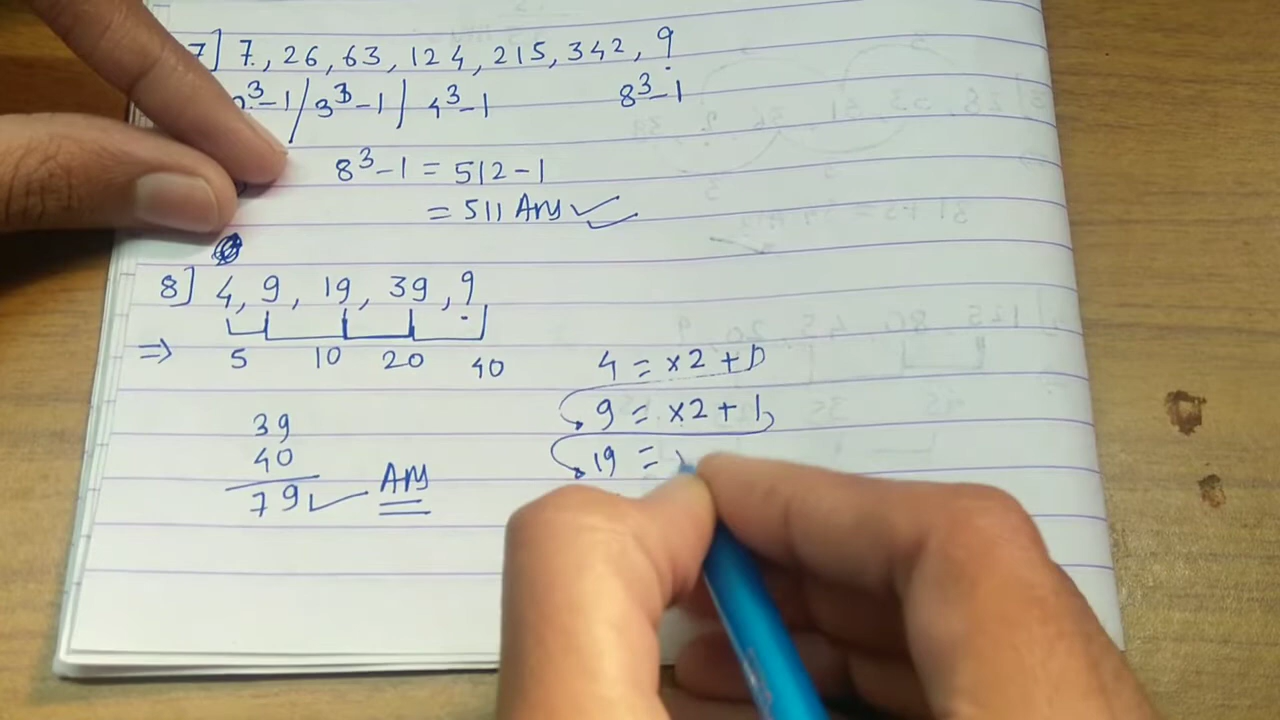 7] 7, 26, 63, 124, 215, 342, ?
3-1 / 3³-1 / 4³-1 8³-1
8³-1 = 512-1
= 511 Ans ✓
8] 4, 9, 19, 39, ?
⇒ 5 10 20 40
39
40
79 ✓ Ans
4 = ×2+1
9 = ×2+1
19 =